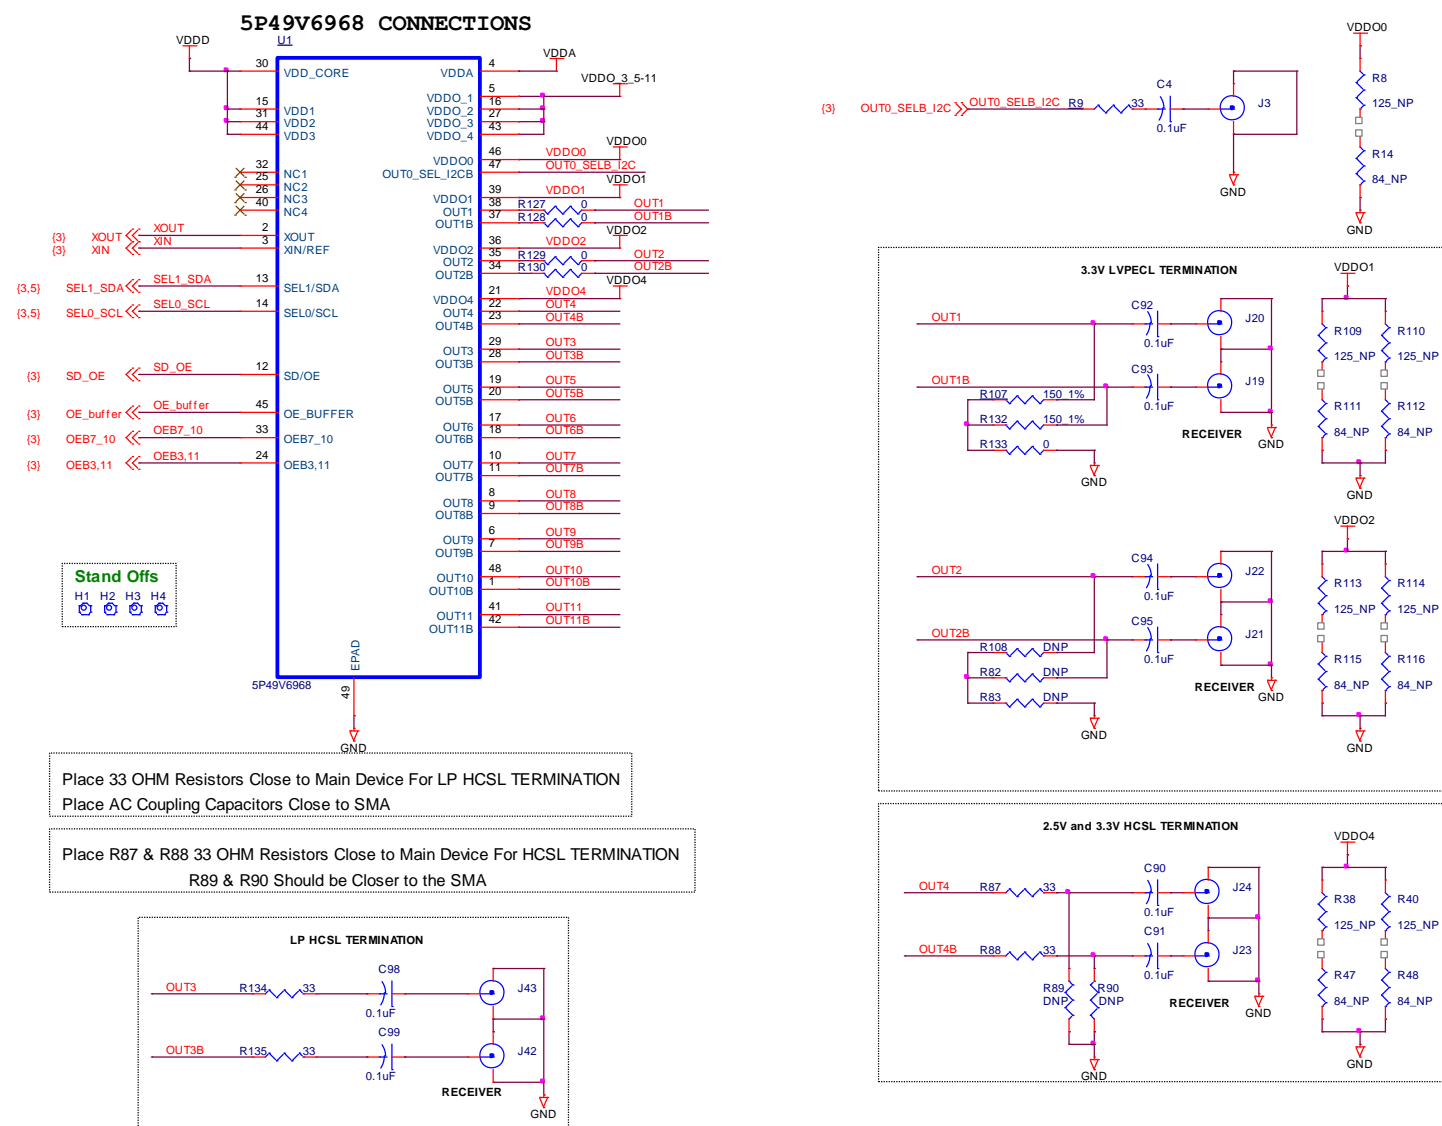 5P49V6968 CONNECTIONS
U1
VDDD
VDDA
30 VDD_CORE
VDDA 4
VDDO_3_5-11
15 VDD1
31 VDD2
44 VDD3
VDDO_1 5
VDDO_2 16
VDDO_3 27
VDDO_4 43
VDDO0
VDDO0 46 VDDO0
OUT0_SEL_I2CB 47 OUT0_SELB_I2C
32 NC1
25 NC2
26 NC3
40 NC4
VDDO1
VDDO1 39 VDDO1
OUT1 38 R127 0 OUT1
OUT1B 37 R128 0 OUT1B
{3} XOUT XOUT 2 XOUT
{3} XIN XIN 3 XIN/REF
VDDO2
VDDO2 36 VDDO2
OUT2 35 R129 0 OUT2
OUT2B 34 R130 0 OUT2B
{3,5} SEL1_SDA SEL1_SDA 13 SEL1/SDA
{3,5} SEL0_SCL SEL0_SCL 14 SEL0/SCL
VDDO4
VDDO4 21 VDDO4
OUT4 22 OUT4
OUT4B 23 OUT4B
OUT3 29 OUT3
OUT3B 28 OUT3B
{3} SD_OE SD_OE 12 SD/OE
OUT5 19 OUT5
OUT5B 20 OUT5B
{3} OE_buffer OE_buffer 45 OE_BUFFER
OUT6 17 OUT6
OUT6B 18 OUT6B
{3} OEB7_10 OEB7_10 33 OEB7_10
{3} OEB3,11 OEB3,11 24 OEB3,11
OUT7 10 OUT7
OUT7B 11 OUT7B
OUT8 8 OUT8
OUT8B 9 OUT8B
OUT9 6 OUT9
OUT9B 7 OUT9B
OUT10 48 OUT10
OUT10B 1 OUT10B
OUT11 41 OUT11
OUT11B 42 OUT11B
EPAD
49
5P49V6968
GND
Stand Offs
H1 H2 H3 H4
Place 33 OHM Resistors Close to Main Device For LP HCSL TERMINATION
Place AC Coupling Capacitors Close to SMA
Place R87 & R88 33 OHM Resistors Close to Main Device For HCSL TERMINATION
R89 & R90 Should be Closer to the SMA
LP HCSL TERMINATION
OUT3 R134 33 C98 0.1uF J43
OUT3B R135 33 C99 0.1uF J42
RECEIVER
GND
{3} OUT0_SELB_I2C OUT0_SELB_I2C R9 33 C4 0.1uF J3
GND
VDDO0
R8
125_NP
R14
84_NP
GND
3.3V LVPECL TERMINATION
OUT1 C92 0.1uF J20
OUT1B C93 0.1uF J19
R107 150_1%
R132 150_1%
R133 0
GND
RECEIVER
GND
VDDO1
R109 R110
125_NP 125_NP
R111 R112
84_NP 84_NP
GND
OUT2 C94 0.1uF J22
OUT2B C95 0.1uF J21
R108 DNP
R82 DNP
R83 DNP
GND
RECEIVER
GND
VDDO2
R113 R114
125_NP 125_NP
R115 R116
84_NP 84_NP
GND
2.5V and 3.3V HCSL TERMINATION
OUT4 R87 33 C90 0.1uF J24
OUT4B R88 33 C91 0.1uF J23
R89 R90
DNP DNP
GND
RECEIVER
GND
VDDO4
R38 R40
125_NP 125_NP
R47 R48
84_NP 84_NP
GND